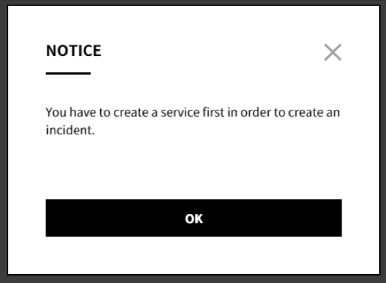 NOTICE
You have to create a service first in order to create an
incident.
OK